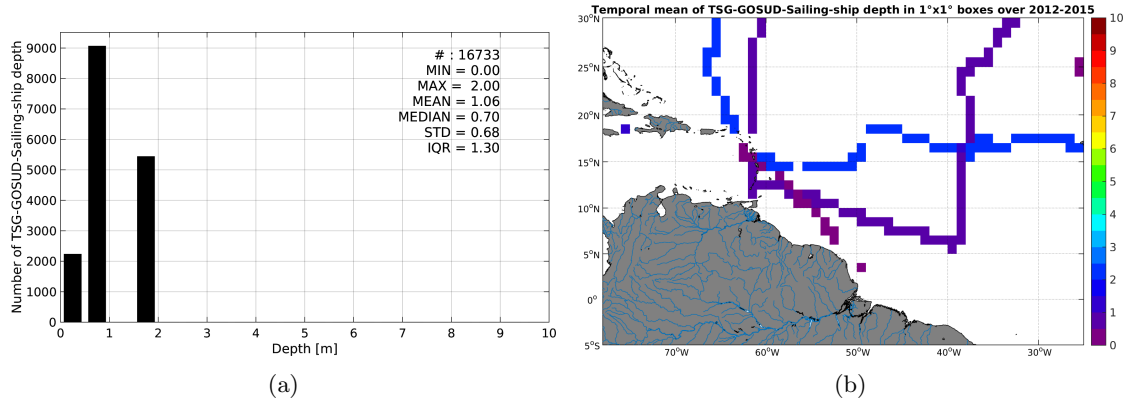 Number of TSG-GOSUD-Sailing-ship depth
9000
8000
7000
6000
5000
4000
3000
2000
1000
0
# : 16733
MIN = 0.00
MAX = 2.00
MEAN = 1.06
MEDIAN = 0.70
STD = 0.68
IQR = 1.30
0 1 2 3 4 5 6 7 8 9 10
Depth [m]
(a)
Temporal mean of TSG-GOSUD-Sailing-ship depth in 1°x1° boxes over 2012-2015
30°N
25°N
20°N
15°N
10°N
5°N
0°
5°S
70°W 60°W 50°W 40°W 30°W
10
9
8
7
6
5
4
3
2
1
0
(b)